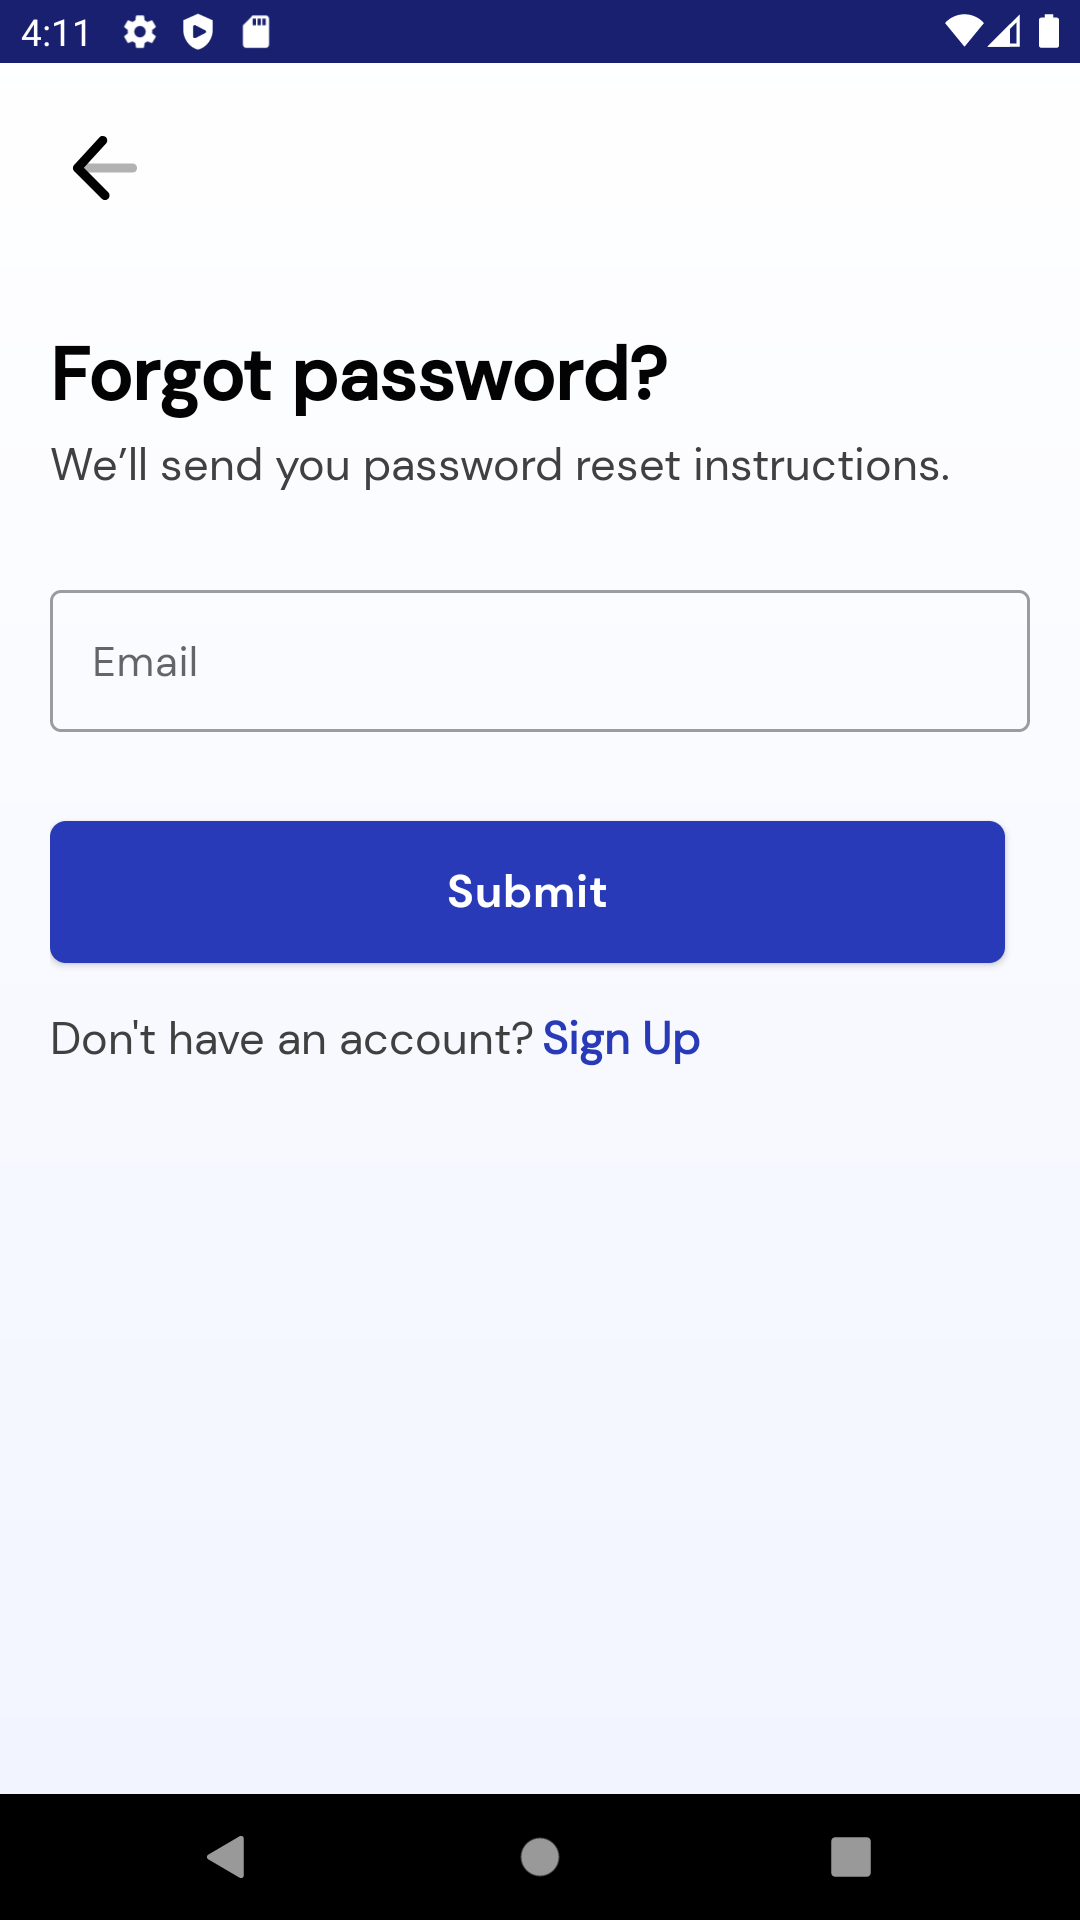 4:11
Forgot password?
We’ll send you password reset instructions.
Email
Submit
Don't have an account? Sign Up